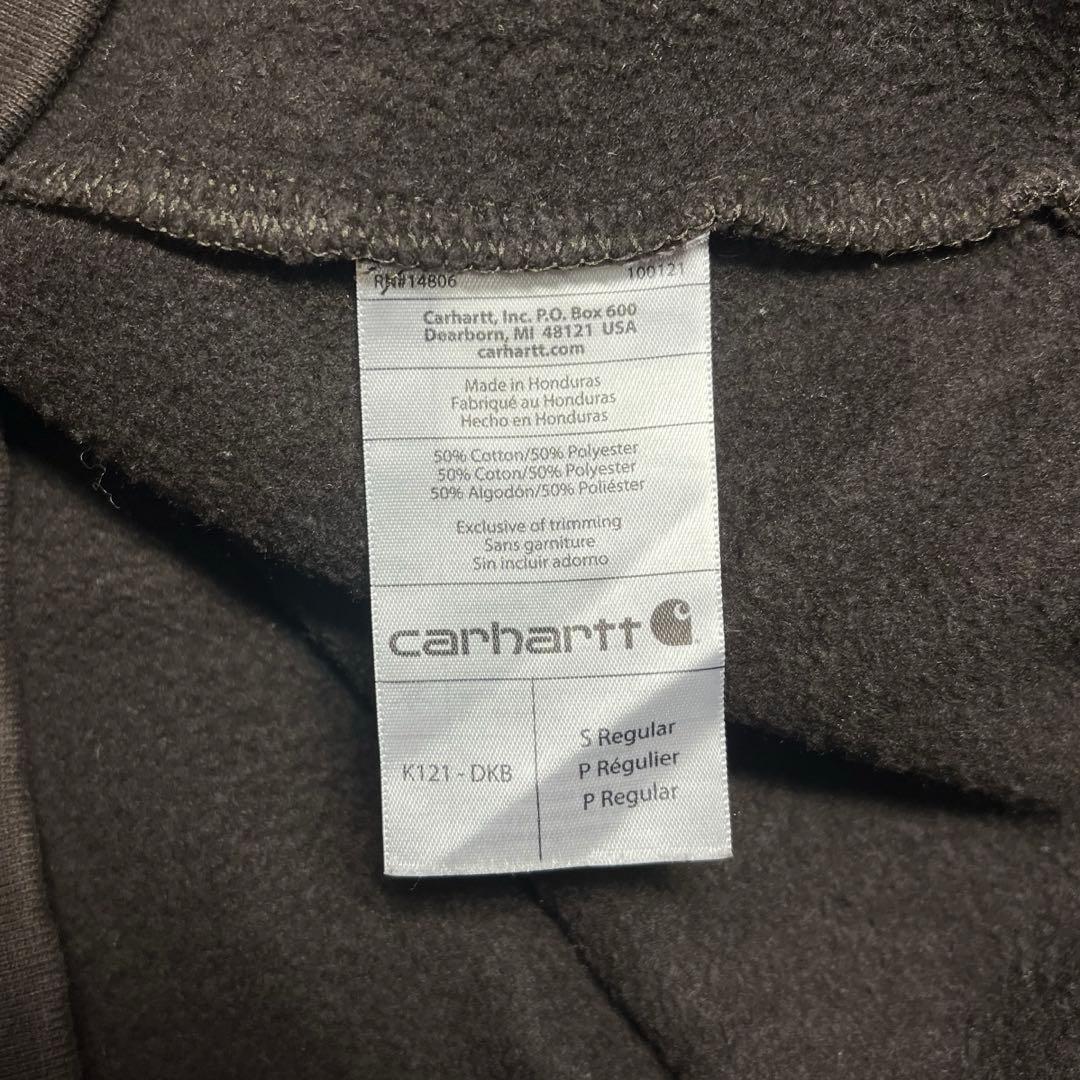 RN#14806 100121
Carhartt, Inc. P.O. Box 600
Dearborn, MI 48121 USA
carhartt.com
Made in Honduras
Fabriqué au Honduras
Hecho en Honduras
50% Cotton/50% Polyester
50% Coton/50% Polyester
50% Algodón/50% Poliéster
Exclusive of trimming
Sans garniture
Sin incluir adorno
carhartt
K121 - DKB
S Regular
P Régulier
P Regular